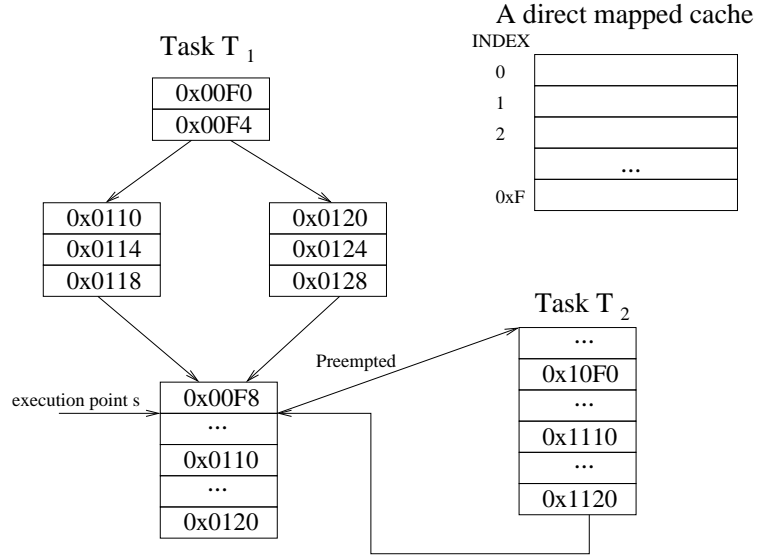 A direct mapped cache
INDEX
0
1
2
...
0xF
Task T 1
0x00F0
0x00F4
0x0110
0x0114
0x0118
0x0120
0x0124
0x0128
Task T 2
...
0x10F0
...
0x1110
...
0x1120
Preempted
execution point s
0x00F8
...
0x0110
...
0x0120